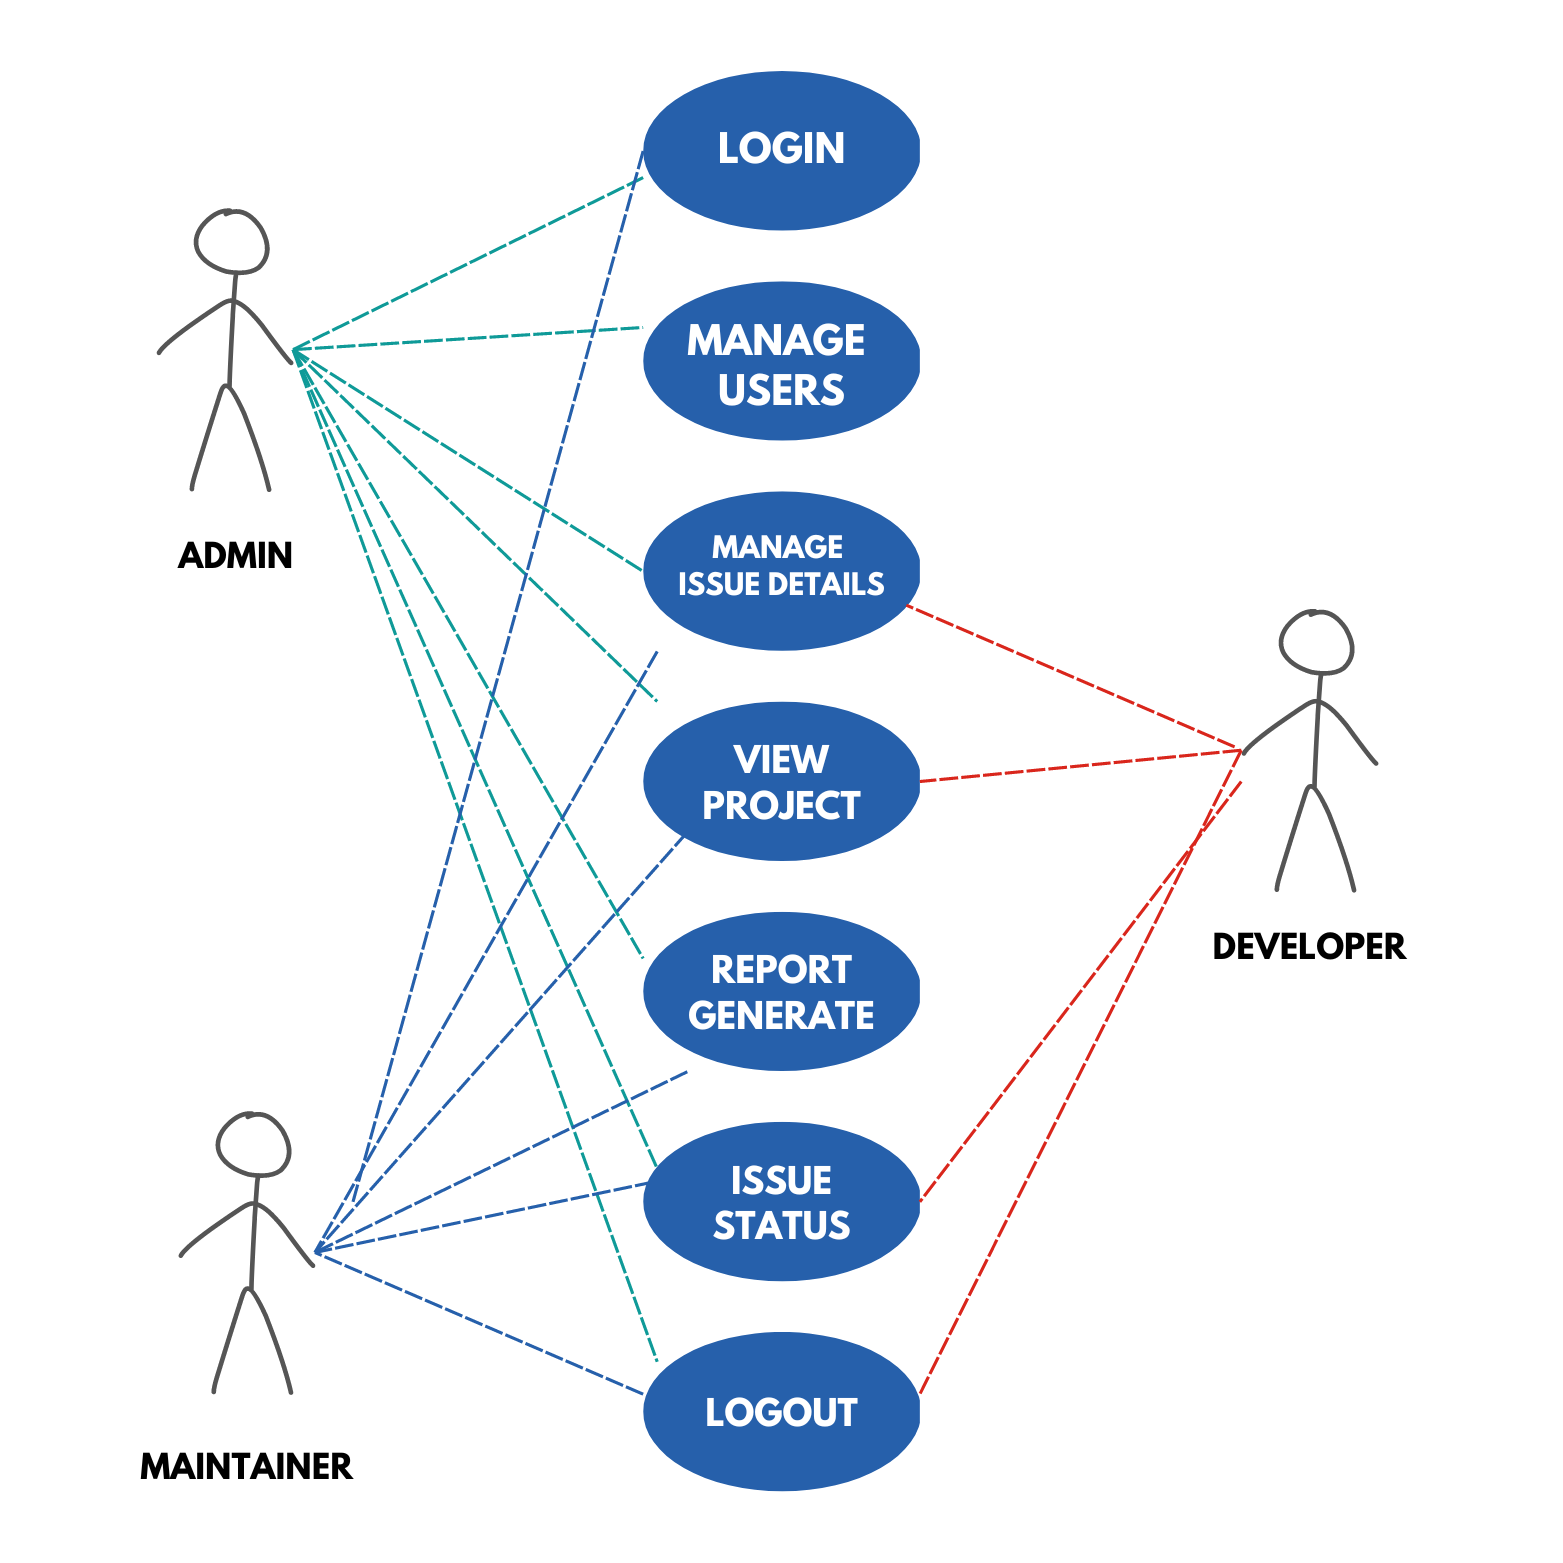 LOGIN
MANAGE
USERS
ADMIN
MANAGE
ISSUE DETAILS
VIEW
PROJECT
DEVELOPER
REPORT
GENERATE
ISSUE
STATUS
LOGOUT
MAINTAINER